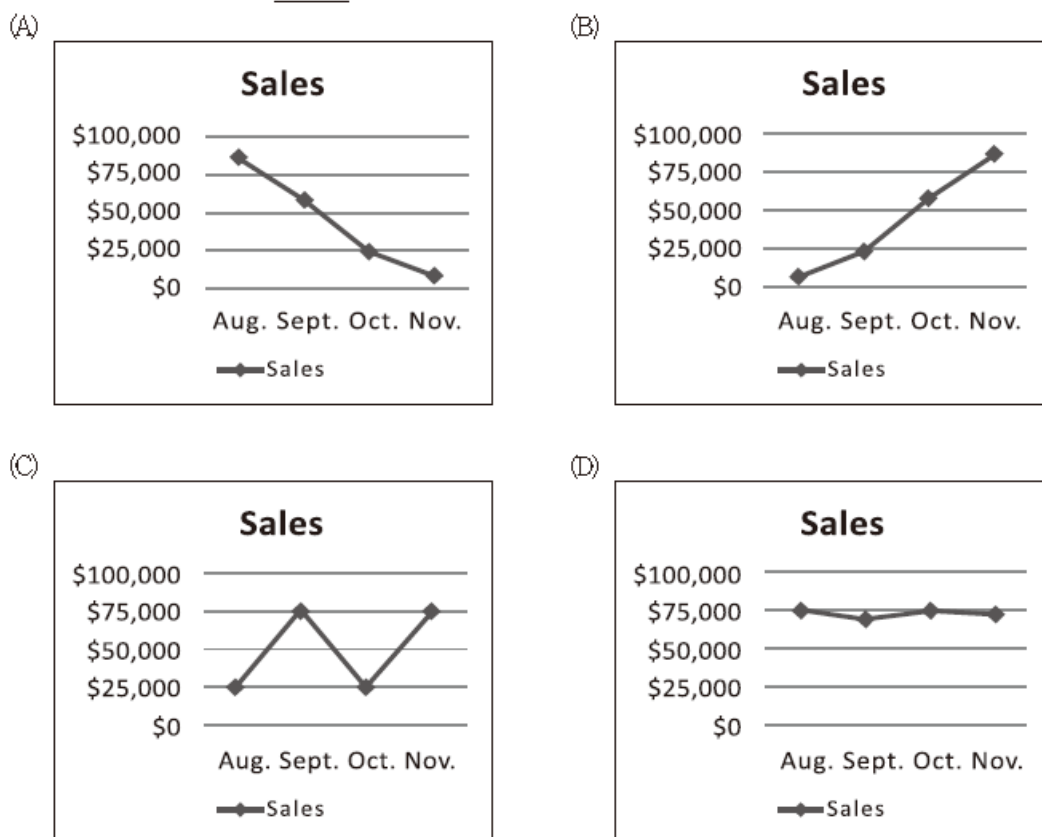 (A)
Sales
$100,000
$75,000
$50,000
$25,000
$0
Aug. Sept. Oct. Nov.
Sales
(B)
Sales
$100,000
$75,000
$50,000
$25,000
$0
Aug. Sept. Oct. Nov.
Sales
(C)
Sales
$100,000
$75,000
$50,000
$25,000
$0
Aug. Sept. Oct. Nov.
Sales
(D)
Sales
$100,000
$75,000
$50,000
$25,000
$0
Aug. Sept. Oct. Nov.
Sales